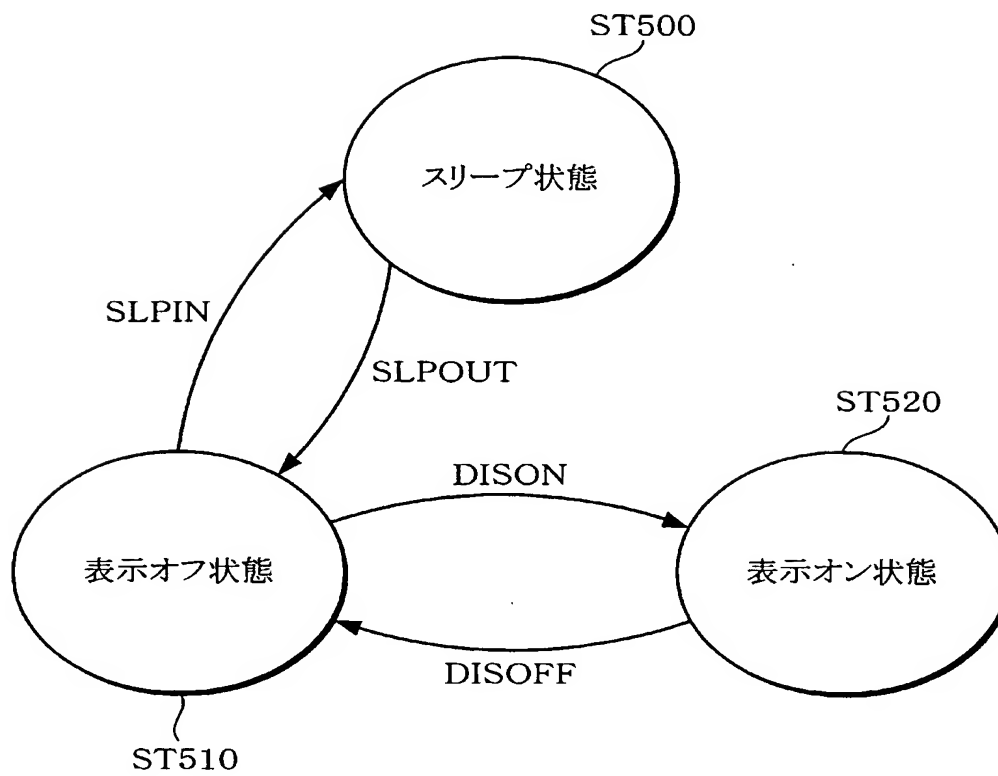 ST500
スリープ状態
SLPIN
SLPOUT
ST520
DISON
表示オフ状態
表示オン状態
DISOFF
ST510